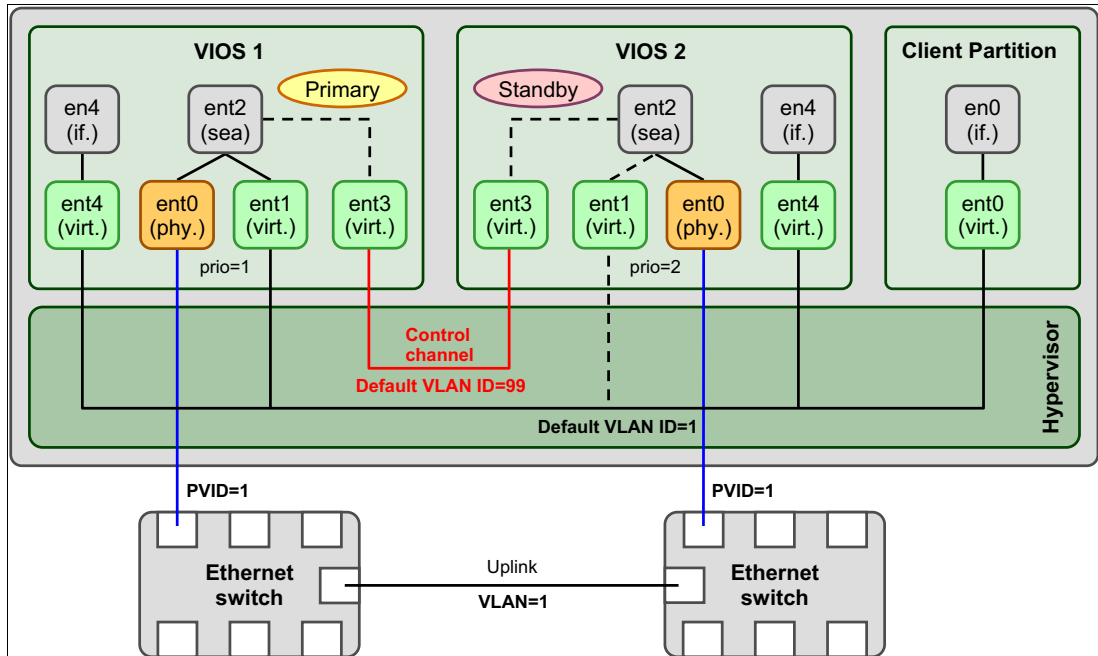 VIOS 1
VIOS 2
Client Partition
Primary
Standby
en4
(if.)
ent2
(sea)
ent2
(sea)
en4
(if.)
en0
(if.)
ent4
(virt.)
ent0
(phy.)
ent1
(virt.)
ent3
(virt.)
ent3
(virt.)
ent1
(virt.)
ent0
(phy.)
ent4
(virt.)
ent0
(virt.)
prio=1
prio=2
Control
channel
Default VLAN ID=99
Default VLAN ID=1
Hypervisor
PVID=1
PVID=1
Ethernet
switch
Uplink
VLAN=1
Ethernet
switch